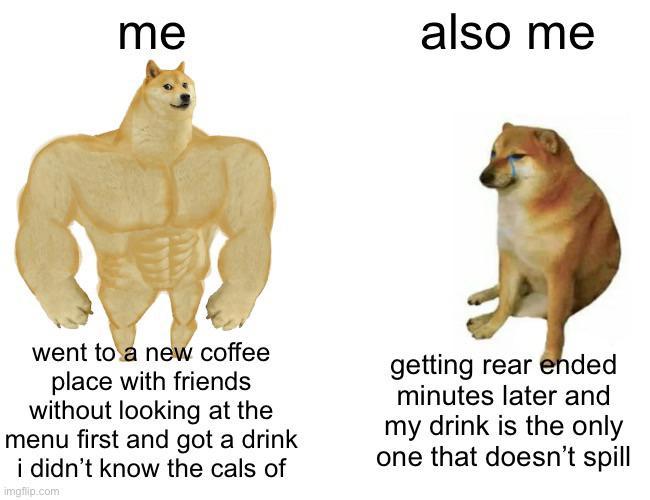 me
also me
went to a new coffee
place with friends
without looking at the
menu first and got a drink
i didn’t know the cals of
getting rear ended
minutes later and
my drink is the only
one that doesn’t spill
imgflip.com